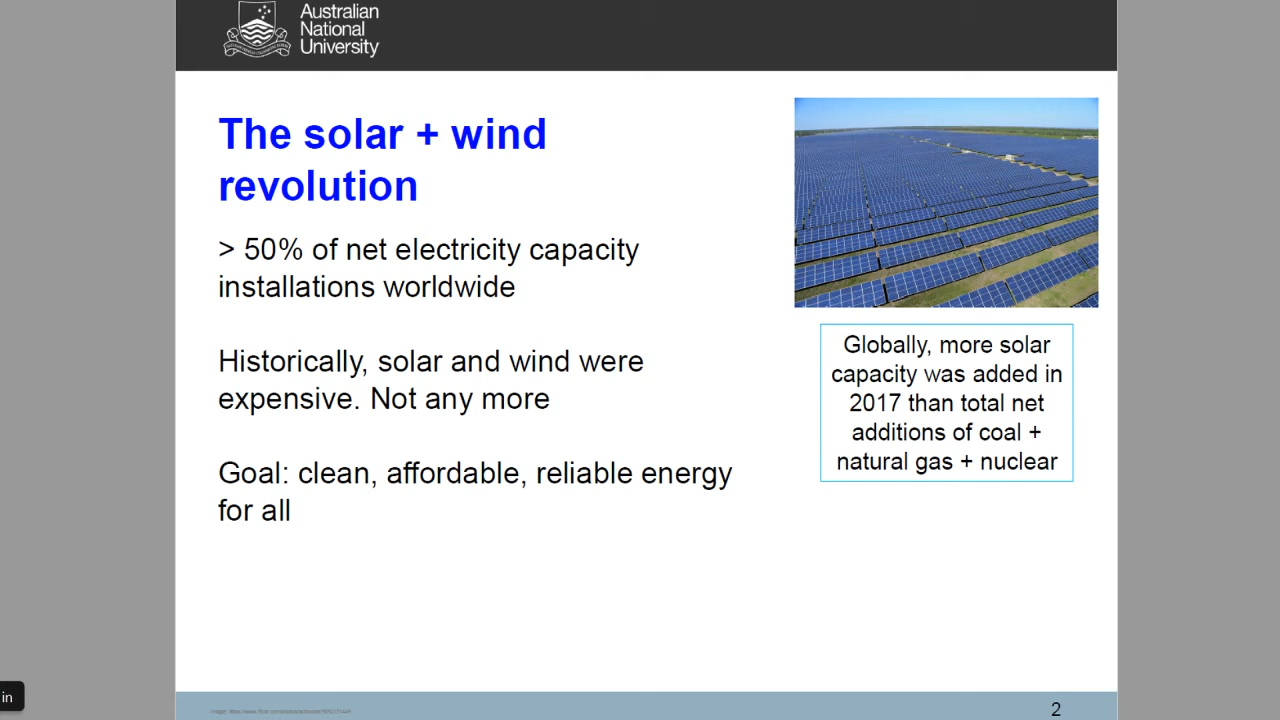 Australian
National
University
The solar + wind
revolution
> 50% of net electricity capacity
installations worldwide
Historically, solar and wind were
expensive. Not any more
Goal: clean, affordable, reliable energy
for all
Globally, more solar
capacity was added in
2017 than total net
additions of coal +
natural gas + nuclear
in
2